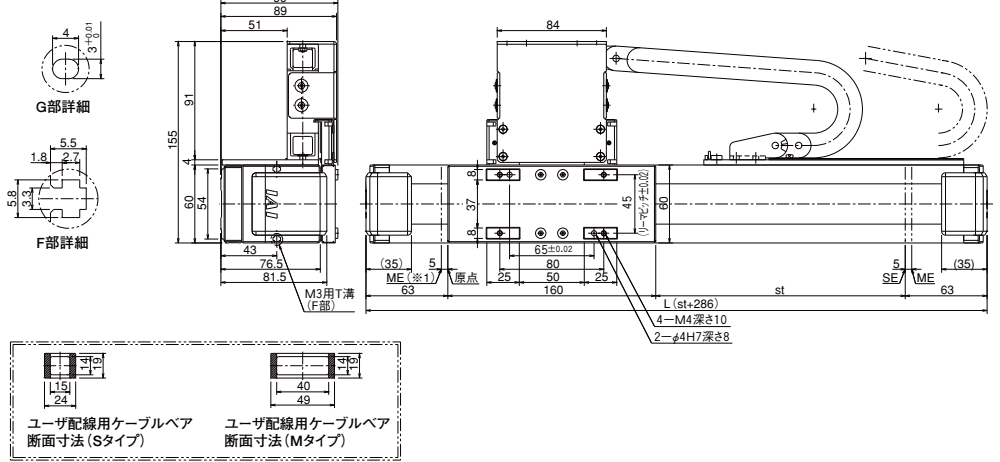 89
51
84
4
3 +0.01 0
G部詳細
91
155
4
5.5
1.8
2.7
5.8
3.3
F部詳細
60
54
IAI
43
76.5
81.5
M3用T溝
(F部)
8
37
8
45
(リーマピッチ±0.02)
60
65±0.02
80
25
50
25
(35)
5
ME(※1)
原点
63
160
st
5
SE
ME
(35)
63
L(st+286)
4－M4深さ10
2－φ4H7深さ8
14
19
15
24
ユーザ配線用ケーブルベア
断面寸法(Sタイプ)
14
19
40
49
ユーザ配線用ケーブルベア
断面寸法(Mタイプ)